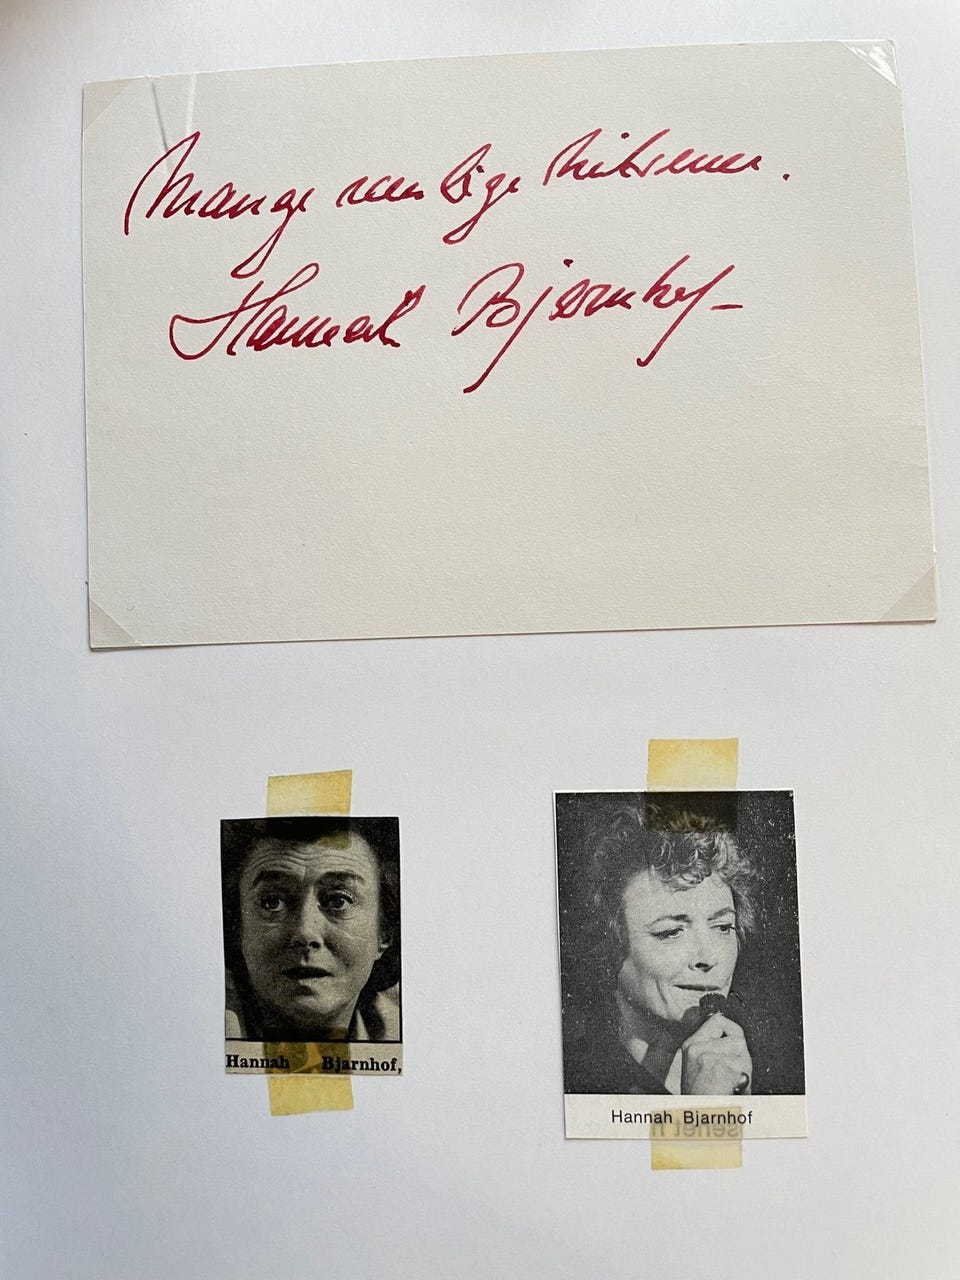 Mange venlige hilsener.
Hannah Bjarnhof
Hannah Bjarnhof,
Hannah Bjarnhof